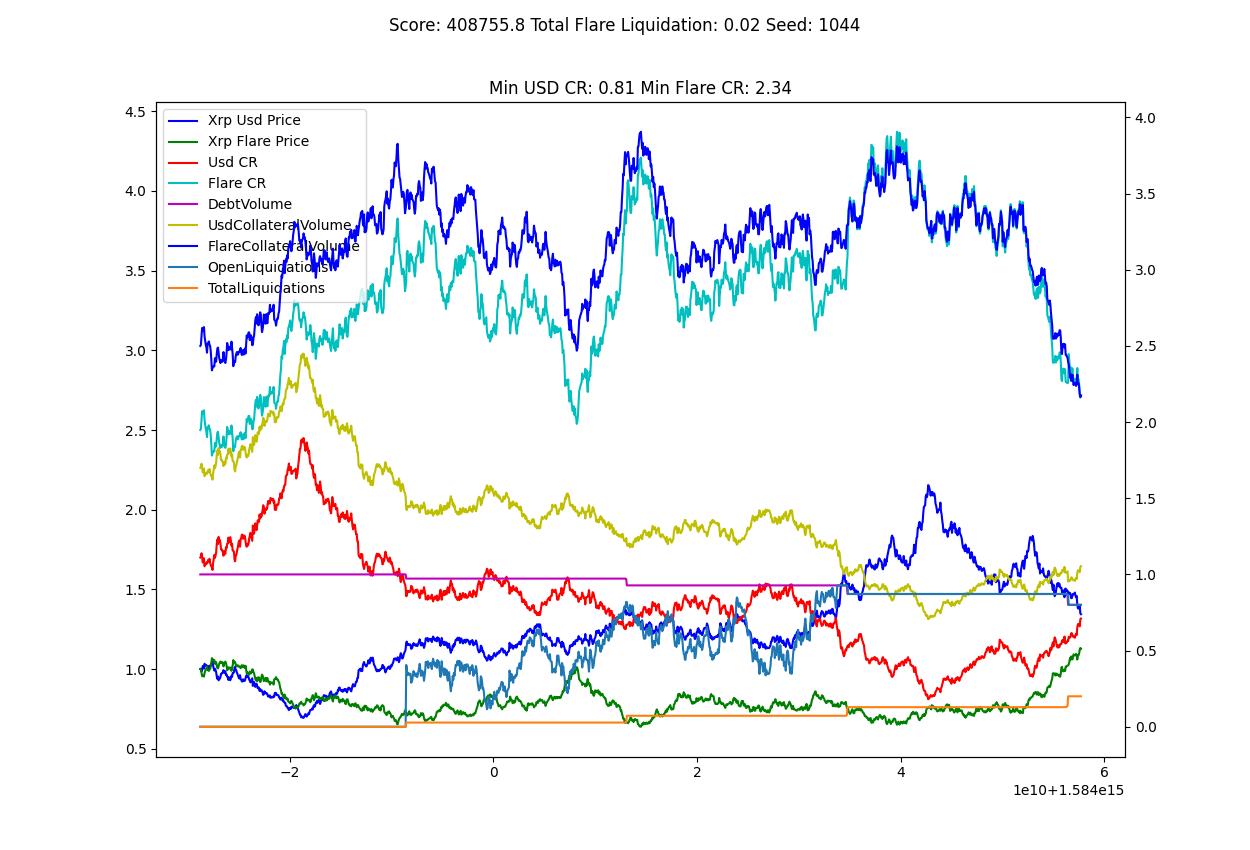 Score: 408755.8 Total Flare Liquidation: 0.02 Seed: 1044
Min USD CR: 0.81 Min Flare CR: 2.34
Xrp Usd Price
Xrp Flare Price
Usd CR
Flare CR
DebtVolume
UsdCollateralVolume
FlareCollateralVolume
OpenLiquidations
TotalLiquidations
4.5
4.0
3.5
3.0
2.5
2.0
1.5
1.0
0.5
4.0
3.5
3.0
2.5
2.0
1.5
1.0
0.5
0.0
−2 0 2 4 6
1e10+1.584e15